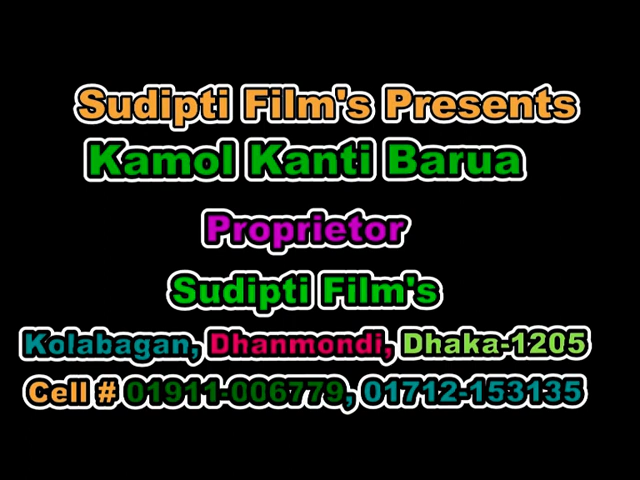 Sudipti Film's Presents
Kamol Kanti Barua
Proprietor
Sudipti Film's
Kolabagan, Dhanmondi, Dhaka-1205
Cell # 01911-006779, 01712-153135